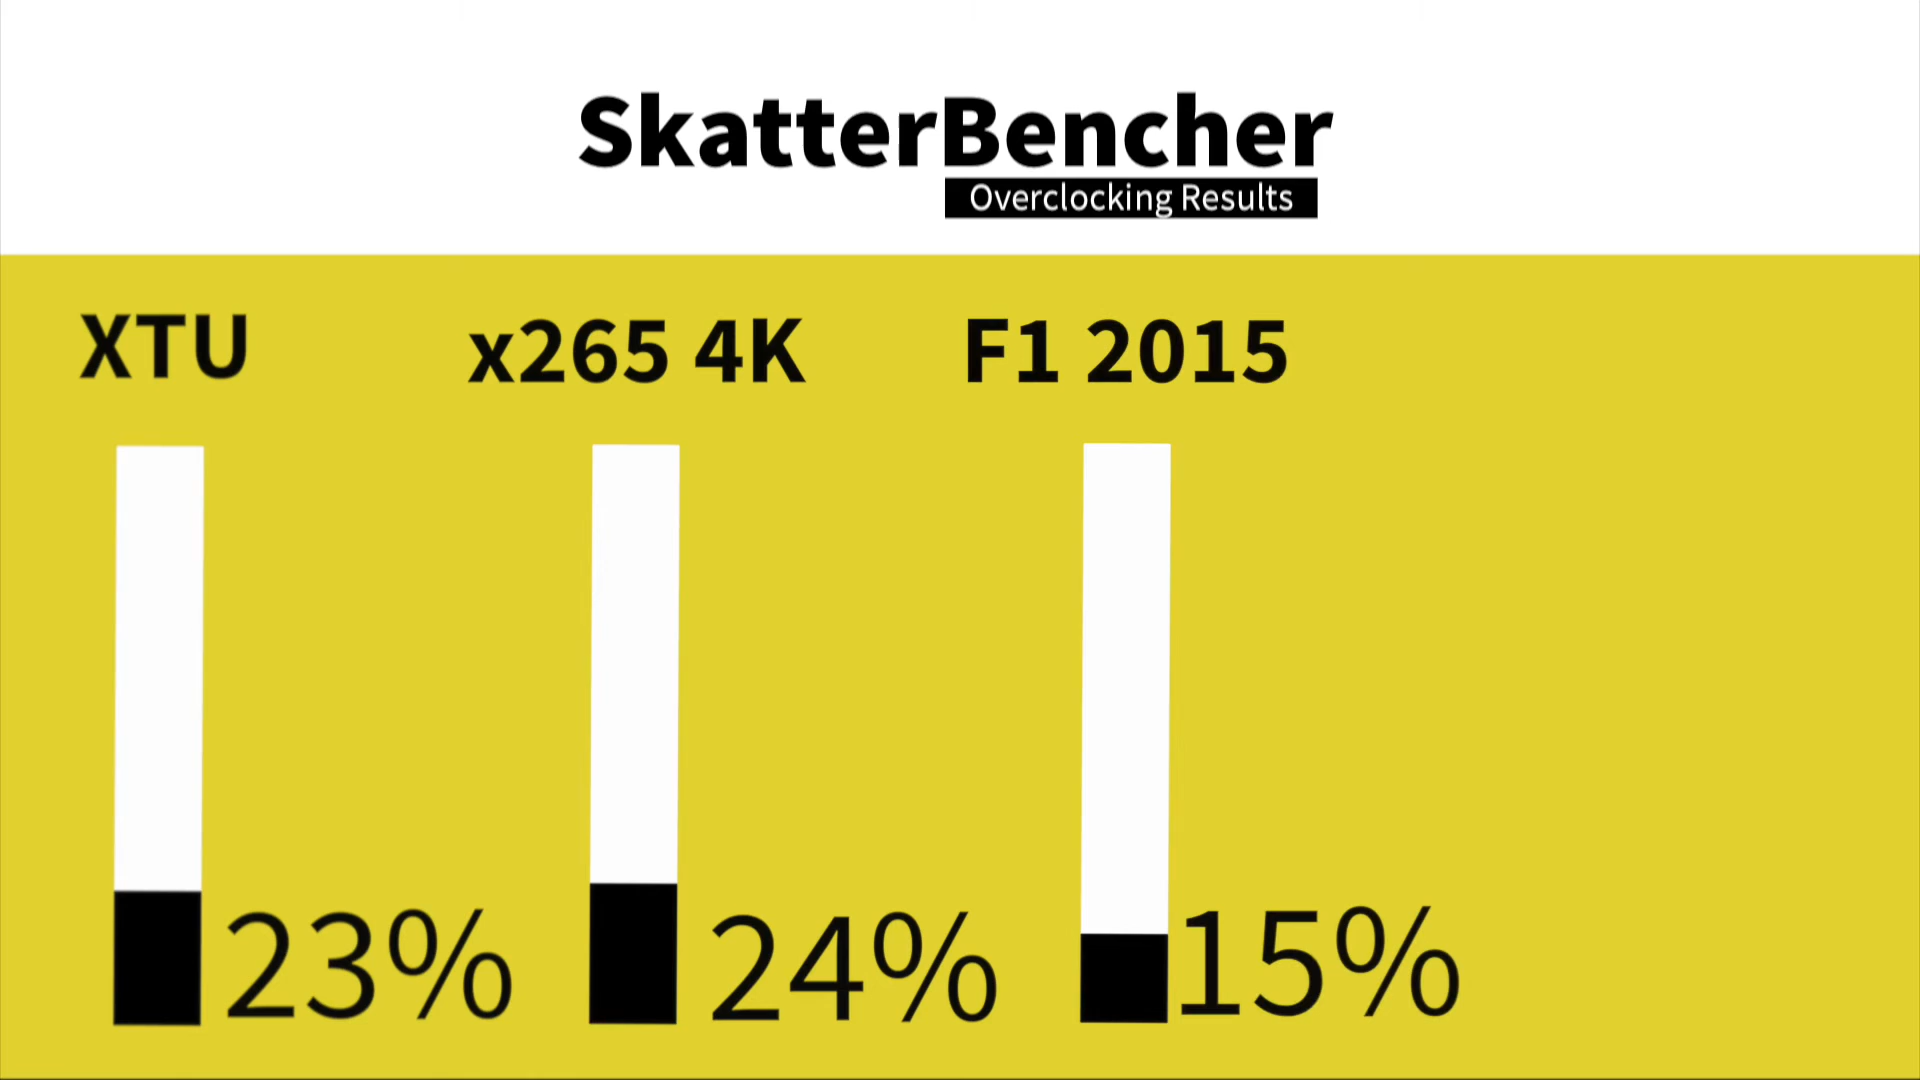 SkatterBencher
Overclocking Results
XTU
x265 4K
F1 2015
23%
24%
15%